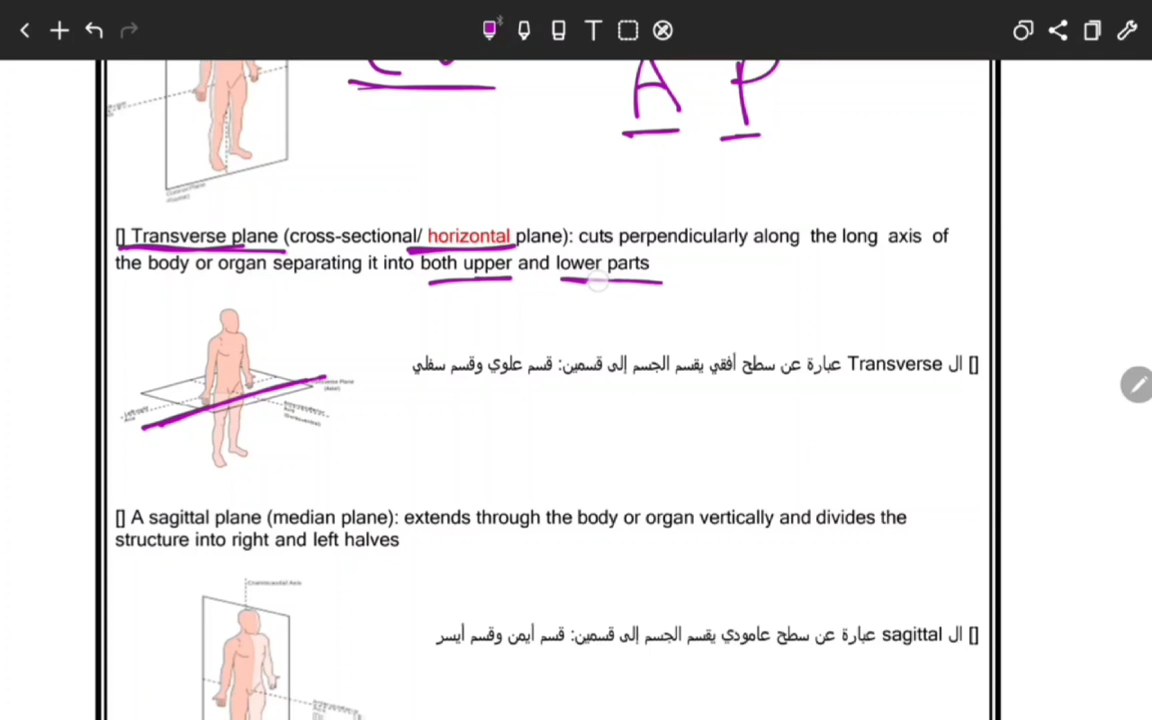 T
A P
[] Transverse plane (cross-sectional/ horizontal plane): cuts perpendicularly along the long axis of
the body or organ separating it into both upper and lower parts
[] ال Transverse عبارة عن سطح أفقي يقسم الجسم إلى قسمين: قسم علوي وقسم سفلي
[] A sagittal plane (median plane): extends through the body or organ vertically and divides the
structure into right and left halves
Craniocaudal Axis
[] ال sagittal عبارة عن سطح عامودي يقسم الجسم إلى قسمين: قسم أيمن وقسم أيسر